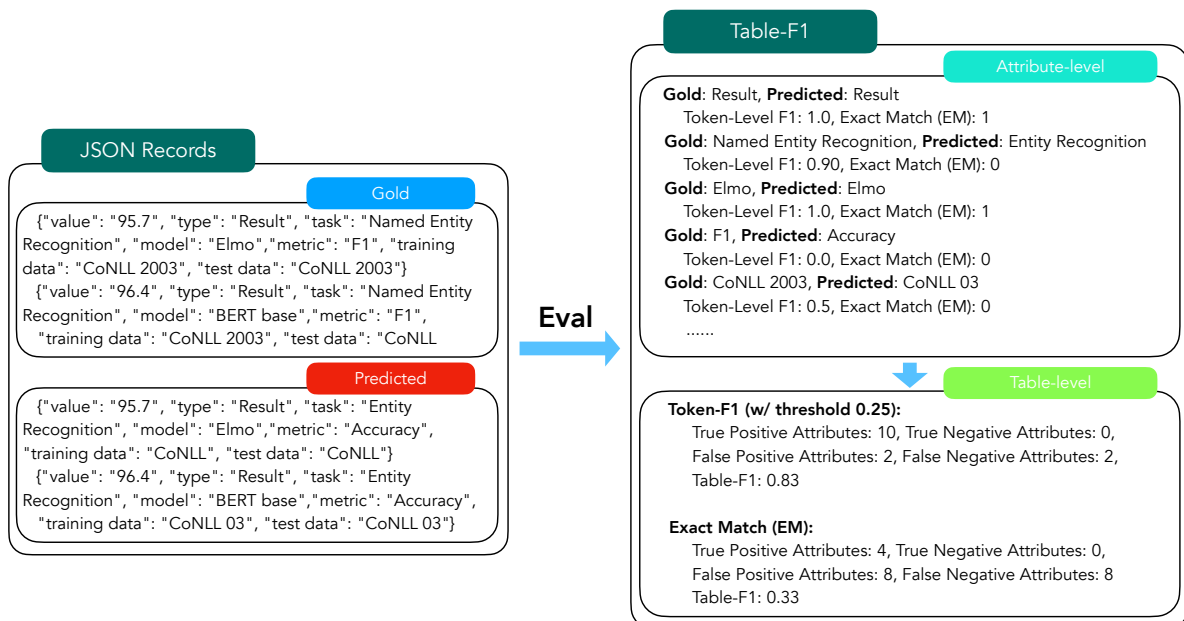 JSON Records
Gold
{"value": "95.7", "type": "Result", "task": "Named Entity
Recognition", "model": "Elmo","metric": "F1", "training
data": "CoNLL 2003", "test data": "CoNLL 2003"}
{"value": "96.4", "type": "Result", "task": "Named Entity
Recognition", "model": "BERT base","metric": "F1",
"training data": "CoNLL 2003", "test data": "CoNLL
Predicted
{"value": "95.7", "type": "Result", "task": "Entity
Recognition", "model": "Elmo","metric": "Accuracy",
"training data": "CoNLL", "test data": "CoNLL"}
{"value": "96.4", "type": "Result", "task": "Entity
Recognition", "model": "BERT base","metric": "Accuracy",
"training data": "CoNLL 03", "test data": "CoNLL 03"}
Eval
Table-F1
Attribute-level
Gold: Result, Predicted: Result
Token-Level F1: 1.0, Exact Match (EM): 1
Gold: Named Entity Recognition, Predicted: Entity Recognition
Token-Level F1: 0.90, Exact Match (EM): 0
Gold: Elmo, Predicted: Elmo
Token-Level F1: 1.0, Exact Match (EM): 1
Gold: F1, Predicted: Accuracy
Token-Level F1: 0.0, Exact Match (EM): 0
Gold: CoNLL 2003, Predicted: CoNLL 03
Token-Level F1: 0.5, Exact Match (EM): 0
......
Table-level
Token-F1 (w/ threshold 0.25):
True Positive Attributes: 10, True Negative Attributes: 0,
False Positive Attributes: 2, False Negative Attributes: 2,
Table-F1: 0.83
Exact Match (EM):
True Positive Attributes: 4, True Negative Attributes: 0,
False Positive Attributes: 8, False Negative Attributes: 8
Table-F1: 0.33